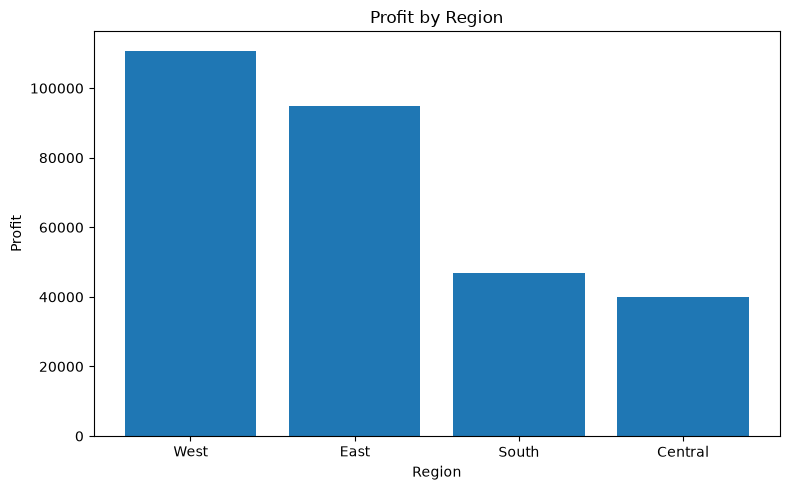 Profit by Region
Profit
100000
80000
60000
40000
20000
0
West East South Central
Region